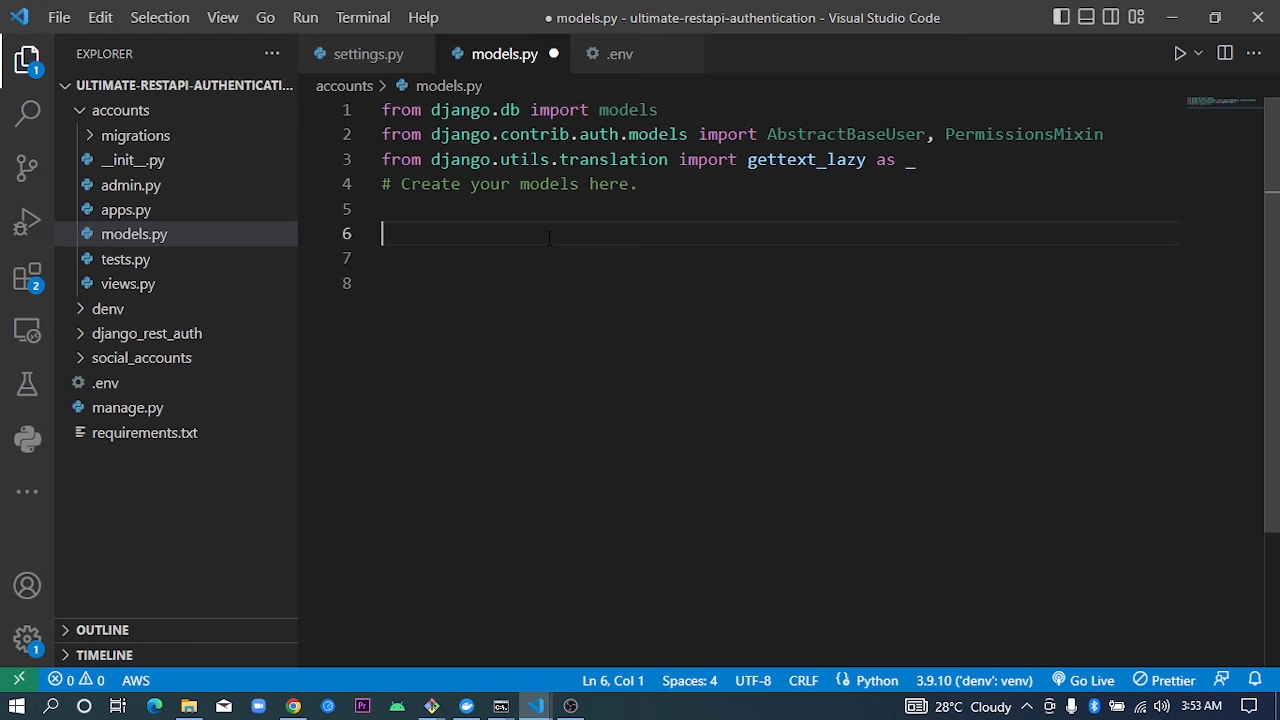 File Edit Selection View Go Run Terminal Help
● models.py - ultimate-restapi-authentication - Visual Studio Code
EXPLORER
settings.py
models.py
.env
ULTIMATE-RESTAPI-AUTHENTICATI...
accounts
migrations
__init__.py
admin.py
apps.py
models.py
tests.py
views.py
denv
django_rest_auth
social_accounts
.env
manage.py
requirements.txt
OUTLINE
TIMELINE
accounts > models.py
1 from django.db import models
2 from django.contrib.auth.models import AbstractBaseUser, PermissionsMixin
3 from django.utils.translation import gettext_lazy as _
4 # Create your models here.
5
6
7
8
1
2
1
0 0 AWS
Ln 6, Col 1 Spaces: 4 UTF-8 CRLF Python 3.9.10 ('denv': venv) Go Live Prettier
Pr
28°C Cloudy
3:53 AM